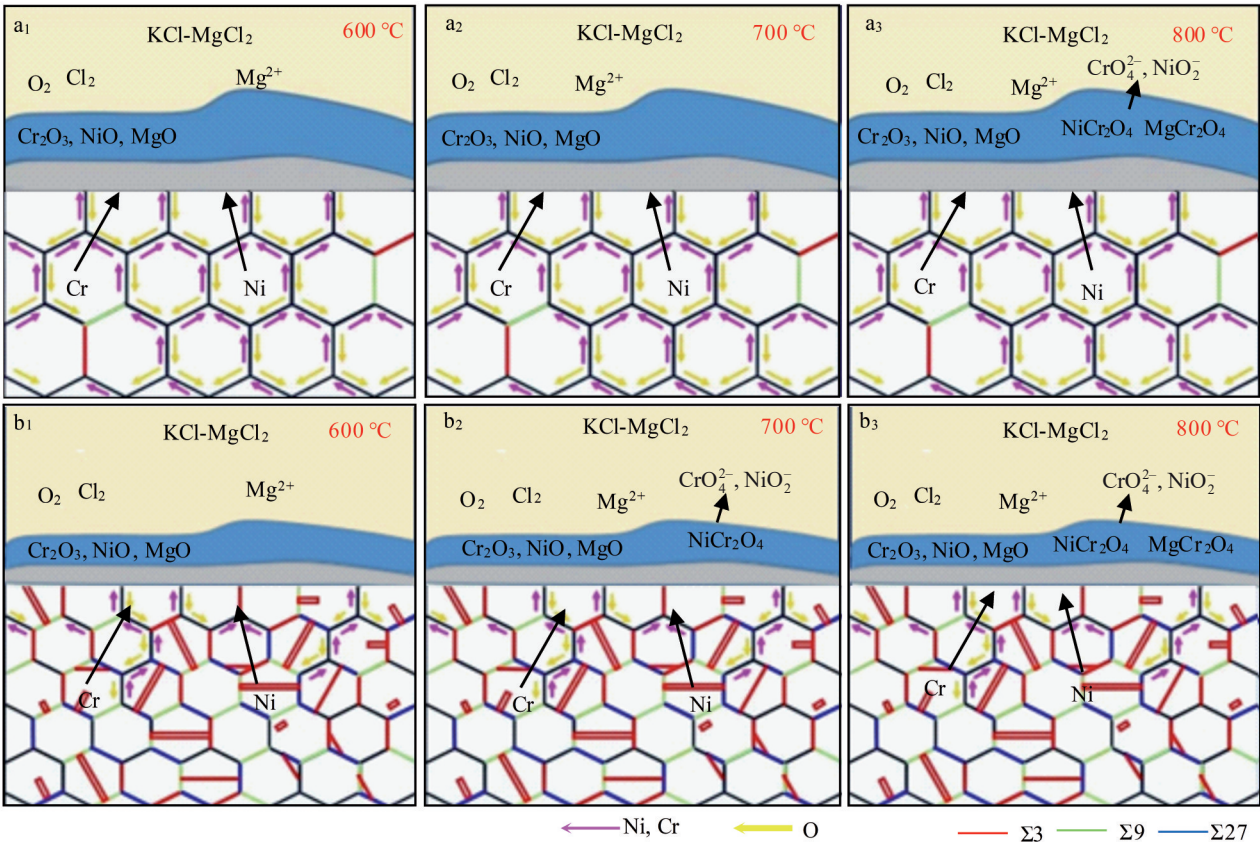 a₁ KCl-MgCl₂ 600 °C
O₂ Cl₂ Mg²⁺
Cr₂O₃, NiO, MgO
Cr Ni
a₂ KCl-MgCl₂ 700 °C
O₂ Cl₂ Mg²⁺
Cr₂O₃, NiO, MgO
Cr Ni
a₃ KCl-MgCl₂ 800 °C
CrO₄²⁻, NiO₂⁻
O₂ Cl₂ Mg²⁺
Cr₂O₃, NiO, MgO NiCr₂O₄ MgCr₂O₄
Cr Ni
b₁ KCl-MgCl₂ 600 °C
O₂ Cl₂ Mg²⁺
Cr₂O₃, NiO, MgO
Cr Ni
b₂ KCl-MgCl₂ 700 °C
CrO₄²⁻, NiO₂⁻
O₂ Cl₂ Mg²⁺
Cr₂O₃, NiO, MgO NiCr₂O₄
Cr Ni
b₃ KCl-MgCl₂ 800 °C
CrO₄²⁻, NiO₂⁻
O₂ Cl₂ Mg²⁺
Cr₂O₃, NiO, MgO NiCr₂O₄ MgCr₂O₄
Cr Ni
Ni, Cr O Σ3 Σ9 Σ27